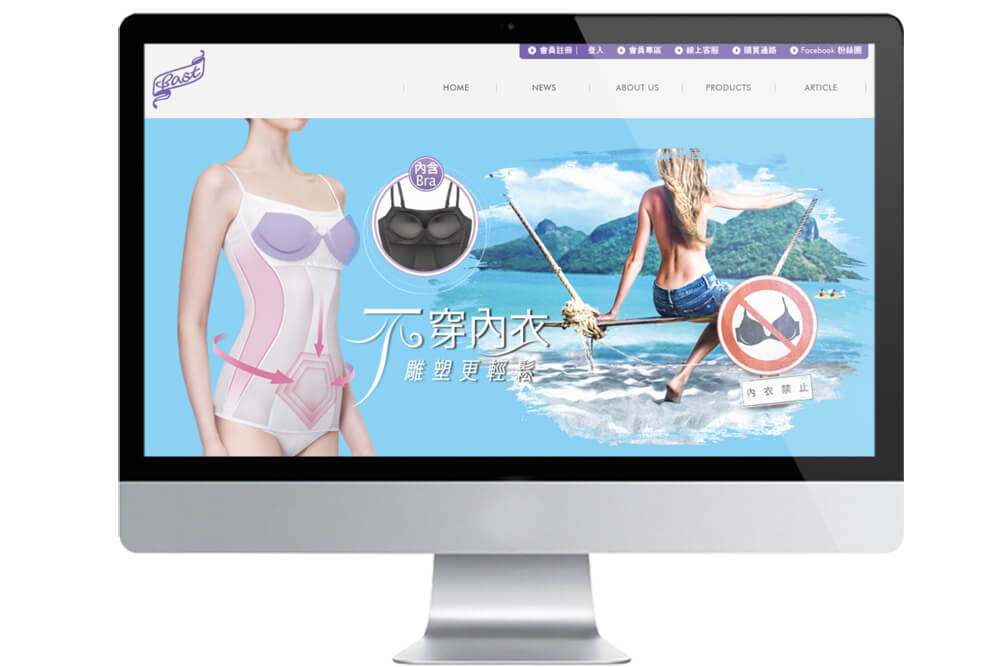 會員註冊 | 登入 會員專區 線上客服 購買通路 Facebook 粉絲團
Bast
HOME NEWS ABOUT US PRODUCTS ARTICLE
內含
Bra
不穿內衣
雕塑更輕鬆
內衣禁止